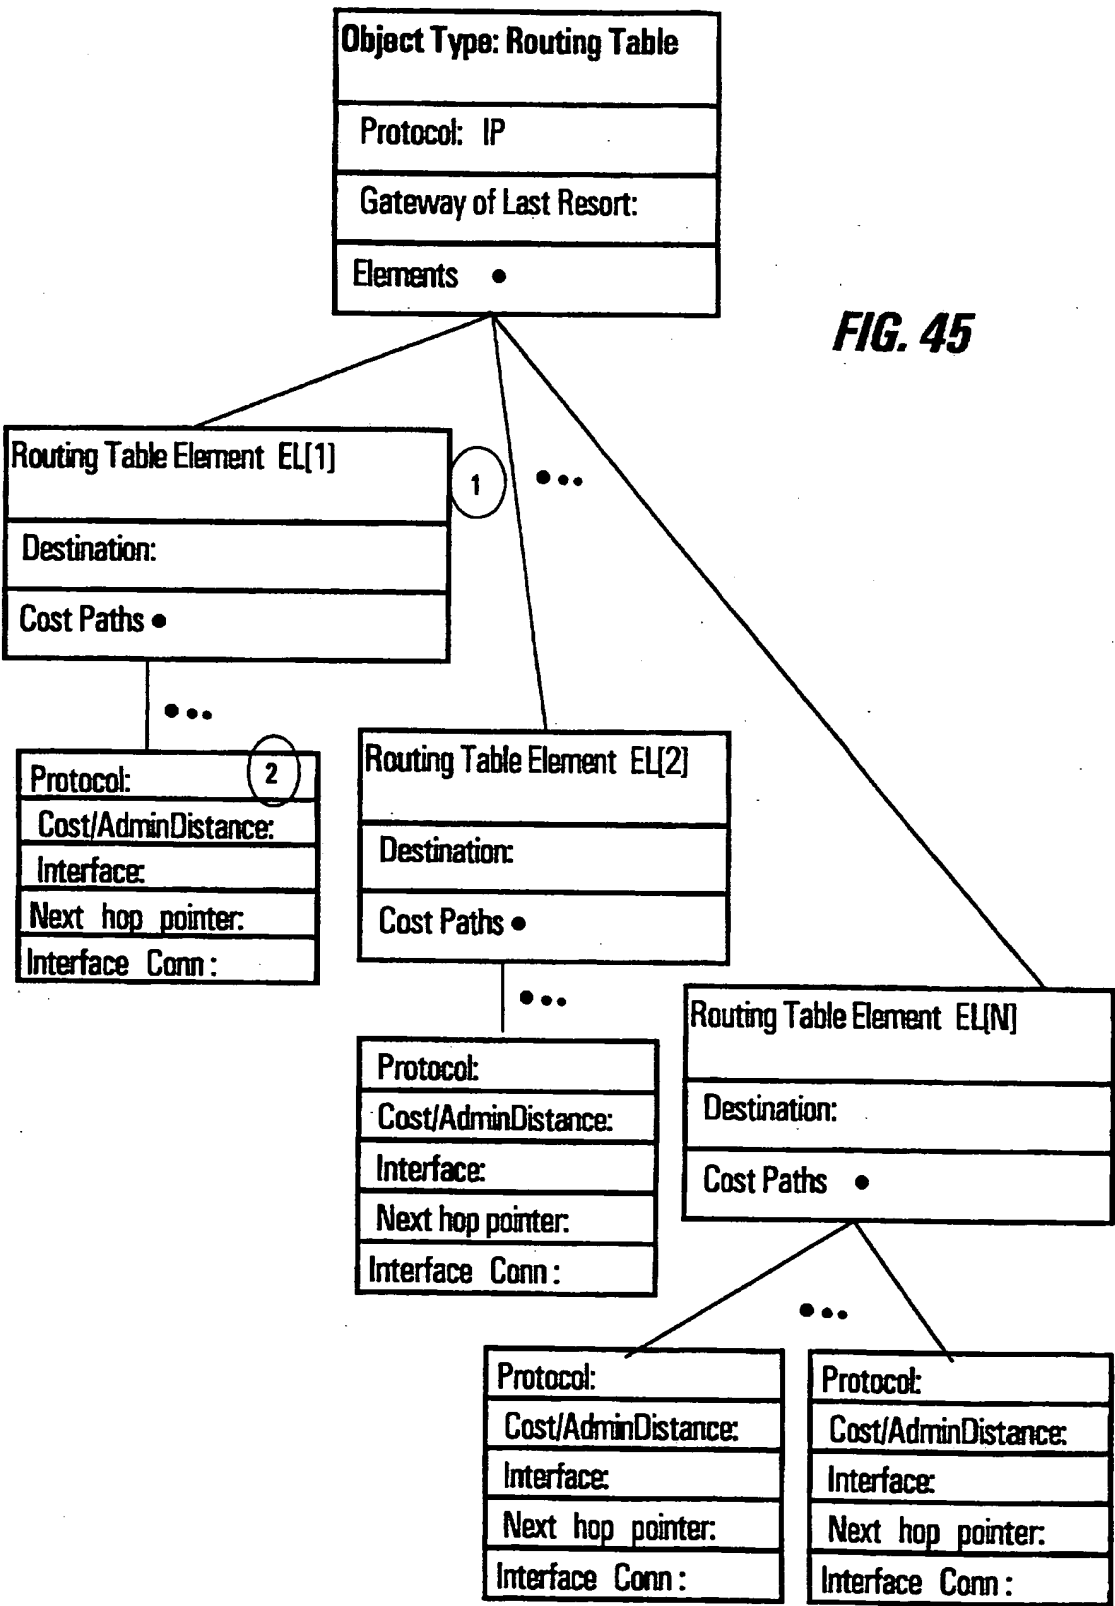 Object Type: Routing Table
Protocol: IP
Gateway of Last Resort:
Elements
FIG. 45
Routing Table Element EL[1]
1
Destination:
Cost Paths
2
Protocol:
Cost/AdminDistance:
Interface:
Next hop pointer:
Interface Conn :
Routing Table Element EL[2]
Destination:
Cost Paths
Protocol:
Cost/AdminDistance:
Interface:
Next hop pointer:
Interface Conn :
Routing Table Element EL[N]
Destination:
Cost Paths
Protocol:
Cost/AdminDistance:
Interface:
Next hop pointer:
Interface Conn :
Protocol:
Cost/AdminDistance:
Interface:
Next hop pointer:
Interface Conn :